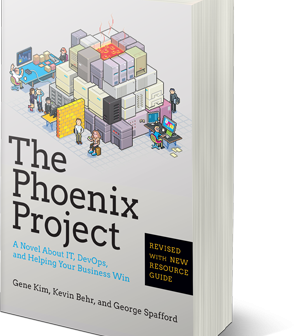 The
Phoenix
Project
A Novel About IT, DevOps,
and Helping Your Business Win
REVISED
WITH NEW
RESOURCE
GUIDE
Gene Kim, Kevin Behr, and George Spafford